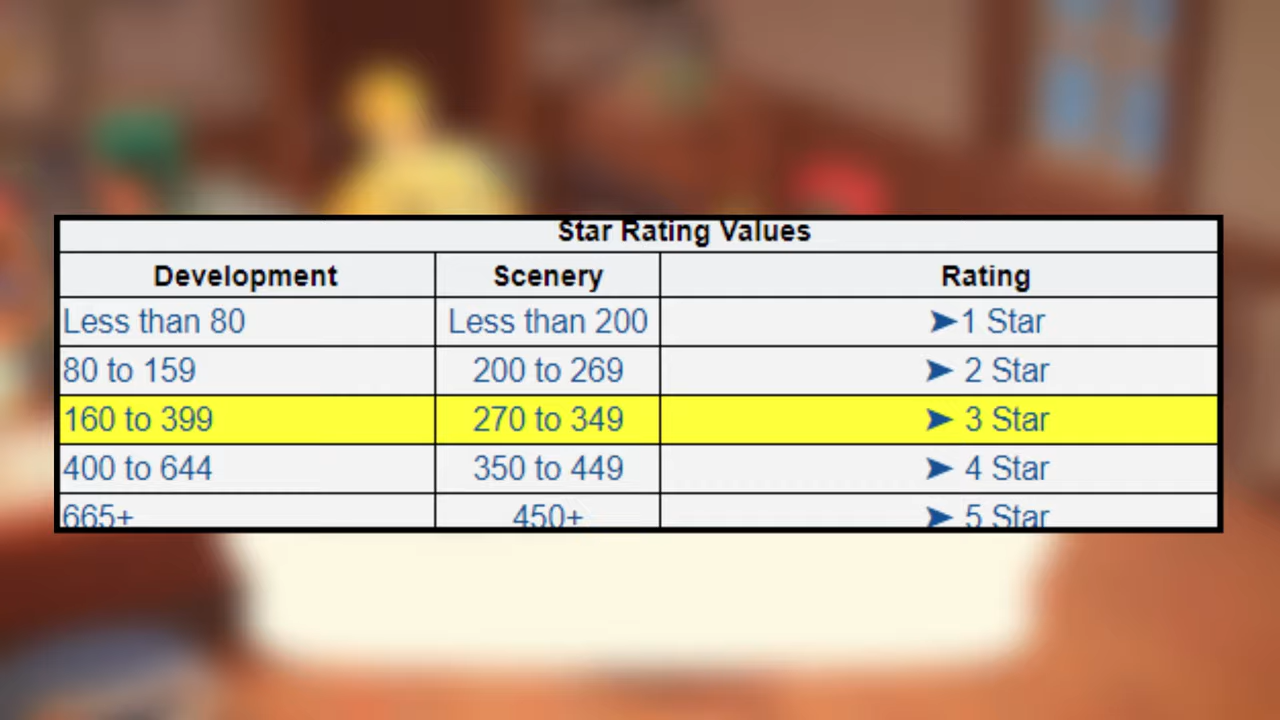 Star Rating Values
Development Scenery Rating
Less than 80 Less than 200 ➤1 Star
80 to 159 200 to 269 ➤ 2 Star
160 to 399 270 to 349 ➤ 3 Star
400 to 644 350 to 449 ➤ 4 Star
665+ 450+ ➤ 5 Star